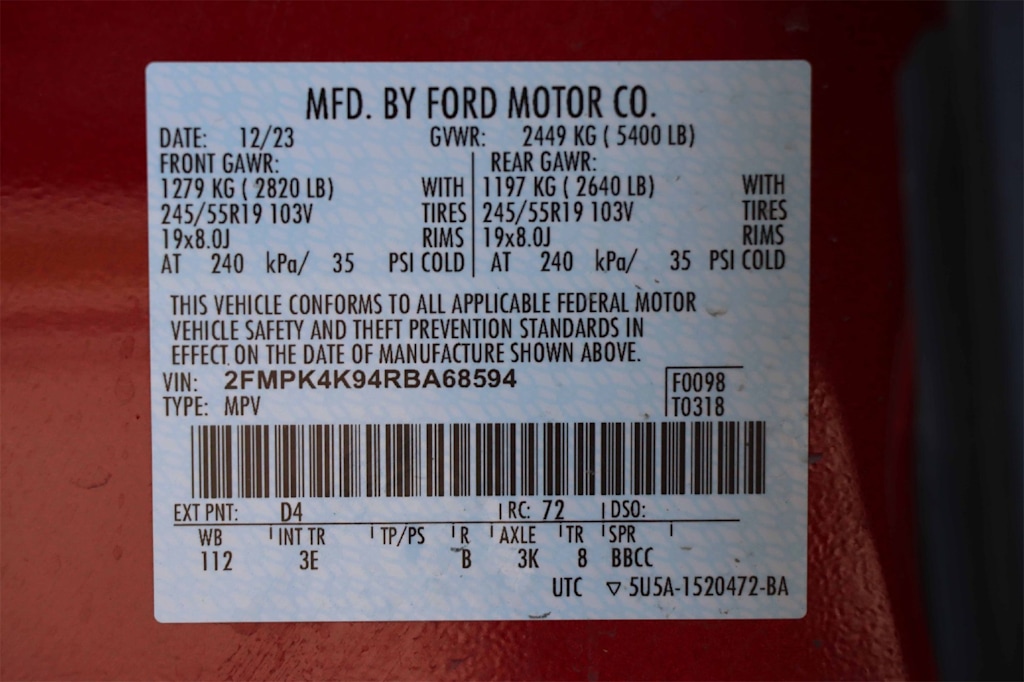 MFD. BY FORD MOTOR CO.
DATE: 12/23 GVWR: 2449 KG ( 5400 LB)
FRONT GAWR: REAR GAWR:
1279 KG ( 2820 LB) WITH 1197 KG ( 2640 LB) WITH
245/55R19 103V TIRES 245/55R19 103V TIRES
19x8.0J RIMS 19x8.0J RIMS
AT 240 kPa/ 35 PSI COLD AT 240 kPa/ 35 PSI COLD
THIS VEHICLE CONFORMS TO ALL APPLICABLE FEDERAL MOTOR
VEHICLE SAFETY AND THEFT PREVENTION STANDARDS IN
EFFECT ON THE DATE OF MANUFACTURE SHOWN ABOVE.
VIN: 2FMPK4K94RBA68594 F0098
TYPE: MPV T0318
EXT PNT: D4 RC: 72 DSO:
WB INT TR TP/PS R AXLE TR SPR
112 3E B 3K 8 BBCC
UTC ▽ 5U5A-1520472-BA